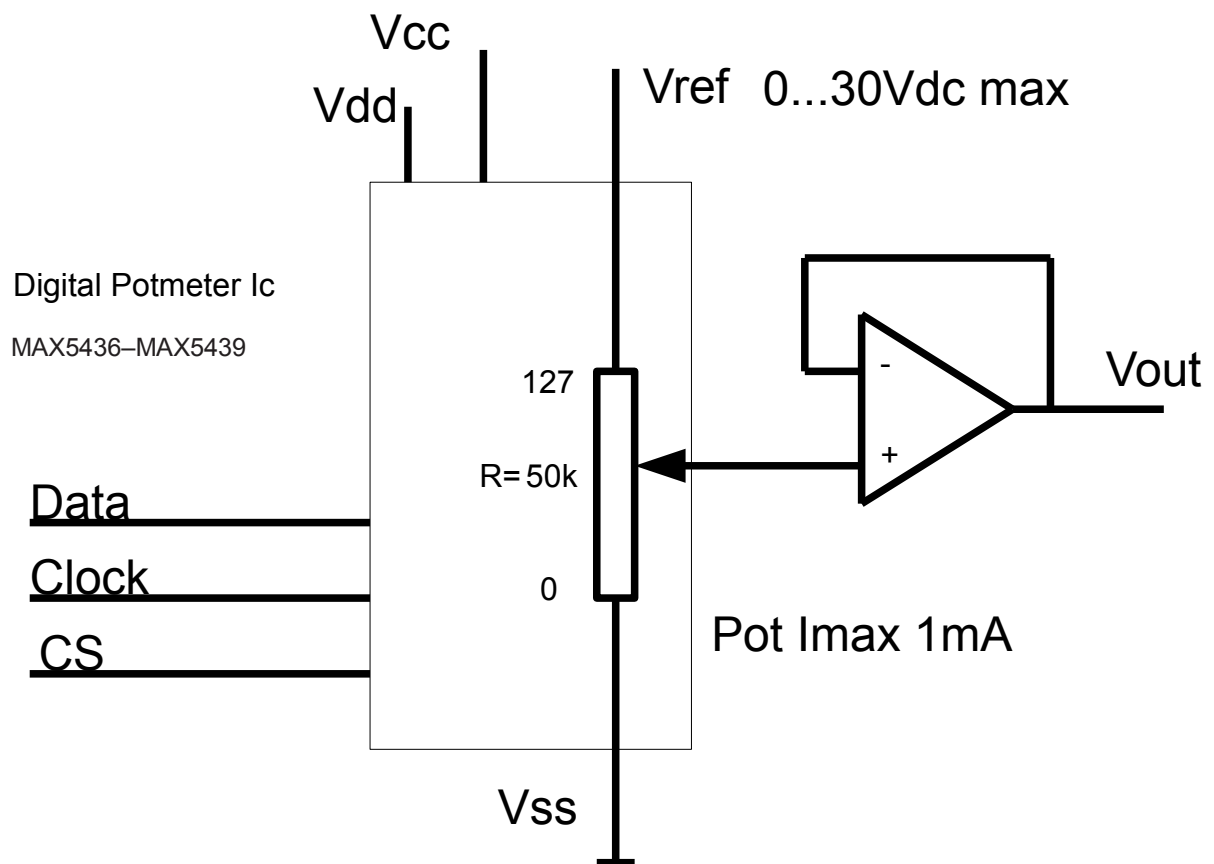 Vcc
Vdd
Vref 0...30Vdc max
Digital Potmeter Ic
MAX5436–MAX5439
127
-
Vout
R= 50k
+
Data
Clock
0
CS
Pot Imax 1mA
Vss